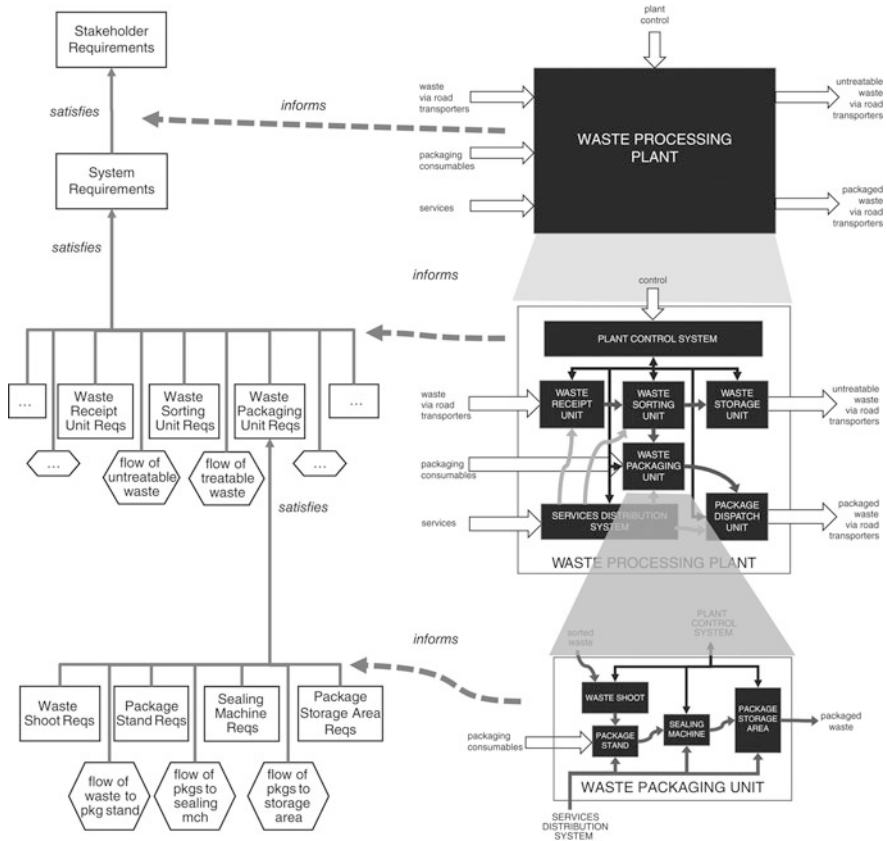 Stakeholder
Requirements
satisfies
informs
System
Requirements
satisfies
plant
control
waste
via road
transporters
packaging
consumables
services
WASTE PROCESSING
PLANT
untreatable
waste
via road
transporters
packaged
waste
via road
transporters
informs
...
Waste
Receipt
Unit Reqs
Waste
Sorting
Unit Reqs
Waste
Packaging
Unit Reqs
...
...
flow of
untreatable
waste
flow of
treatable
waste
...
satisfies
control
PLANT CONTROL SYSTEM
waste
via road
transporters
WASTE
RECEIPT
UNIT
WASTE
SORTING
UNIT
WASTE
STORAGE
UNIT
untreatable
waste
via road
transporters
packaging
consumables
WASTE
PACKAGING
UNIT
services
SERVICES DISTRIBUTION
SYSTEM
PACKAGE
DISPATCH
UNIT
packaged
waste
via road
transporters
WASTE PROCESSING PLANT
informs
Waste
Shoot Reqs
Package
Stand Reqs
Sealing
Machine
Reqs
Package
Storage Area
Reqs
flow of
waste to
pkg stand
flow of
pkgs to
sealing
mch
flow of
pkgs to
storage
area
sorted
waste
PLANT
CONTROL
SYSTEM
WASTE SHOOT
packaging
consumables
PACKAGE
STAND
SEALING
MACHINE
PACKAGE
STORAGE
AREA
packaged
waste
WASTE PACKAGING UNIT
SERVICES
DISTRIBUTION
SYSTEM